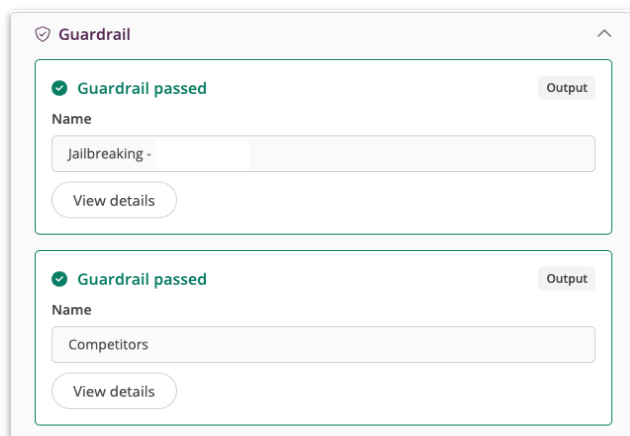 Guardrail
Guardrail passed
Output
Name
Jailbreaking -
View details
Guardrail passed
Output
Name
Competitors
View details